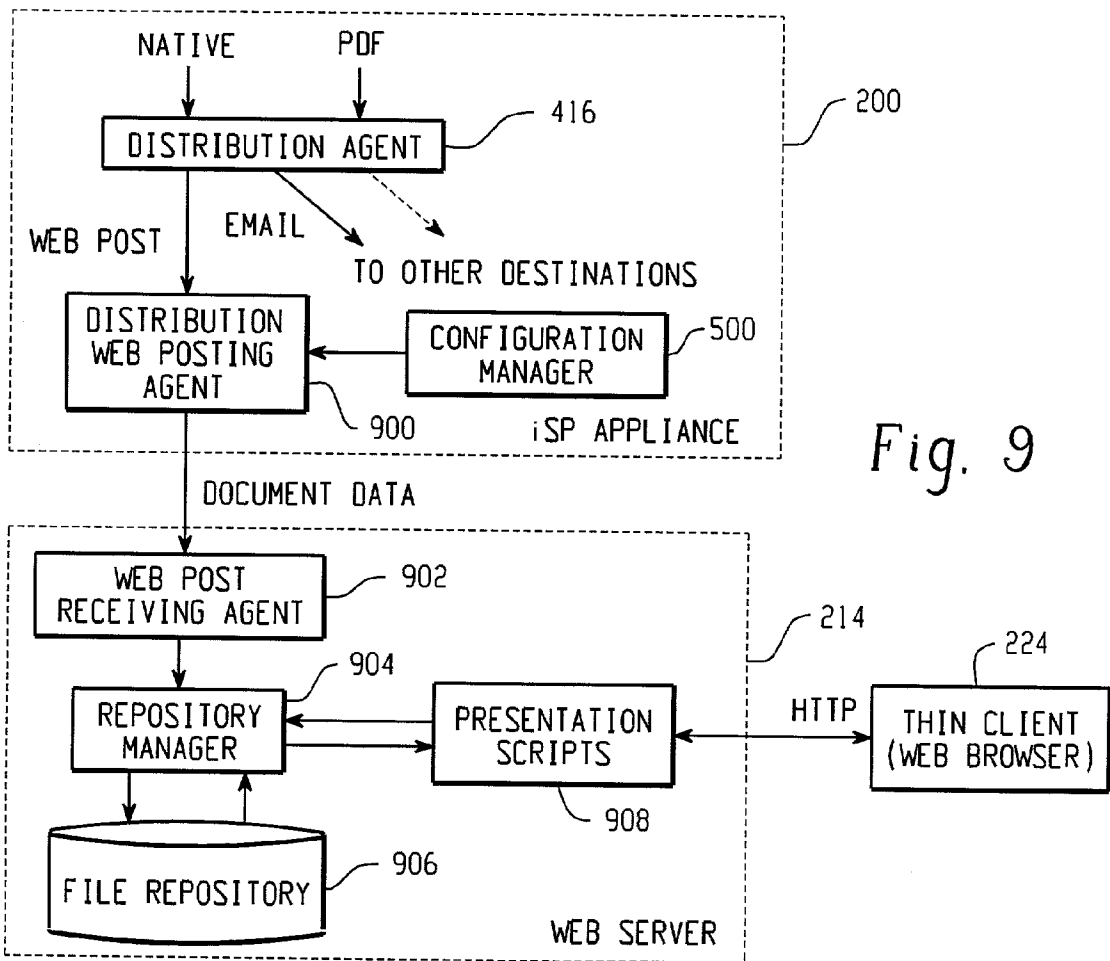 NATIVE
PDF
DISTRIBUTION AGENT
416
200
WEB POST
EMAIL
TO OTHER DESTINATIONS
DISTRIBUTION
WEB POSTING
AGENT
900
CONFIGURATION
MANAGER
500
iSP APPLIANCE
Fig. 9
DOCUMENT DATA
WEB POST
RECEIVING AGENT
902
214
REPOSITORY
MANAGER
904
PRESENTATION
SCRIPTS
908
HTTP
224
THIN CLIENT
(WEB BROWSER)
FILE REPOSITORY
906
WEB SERVER